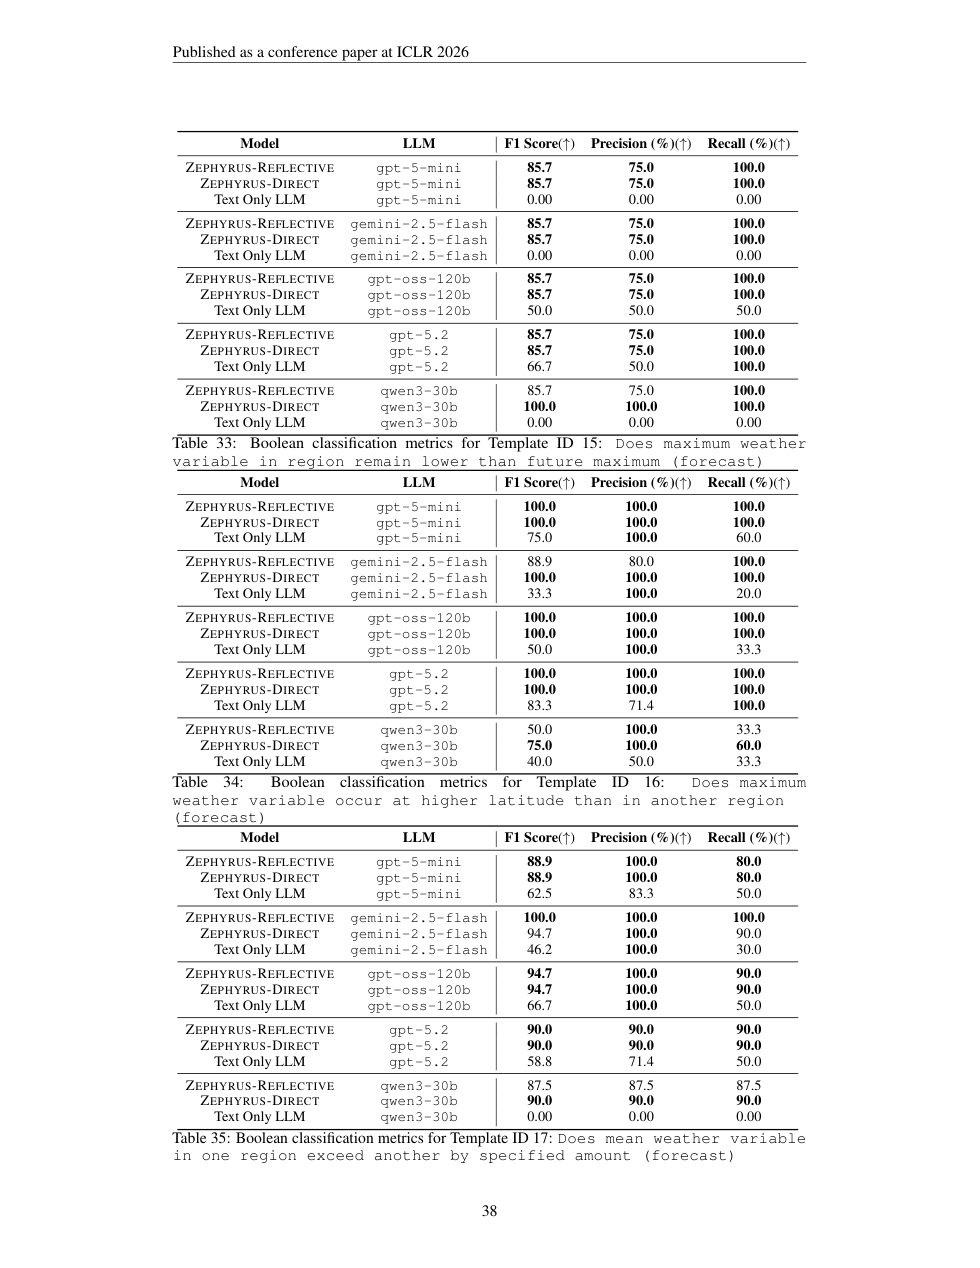 Published as a conference paper at ICLR 2026
Model LLM F1 Score(↑) Precision (%)(↑) Recall (%)(↑)
ZEPHYRUS-REFLECTIVE gpt-5-mini 85.7 75.0 100.0
ZEPHYRUS-DIRECT gpt-5-mini 85.7 75.0 100.0
Text Only LLM gpt-5-mini 0.00 0.00 0.00
ZEPHYRUS-REFLECTIVE gemini-2.5-flash 85.7 75.0 100.0
ZEPHYRUS-DIRECT gemini-2.5-flash 85.7 75.0 100.0
Text Only LLM gemini-2.5-flash 0.00 0.00 0.00
ZEPHYRUS-REFLECTIVE gpt-oss-120b 85.7 75.0 100.0
ZEPHYRUS-DIRECT gpt-oss-120b 85.7 75.0 100.0
Text Only LLM gpt-oss-120b 50.0 50.0 50.0
ZEPHYRUS-REFLECTIVE gpt-5.2 85.7 75.0 100.0
ZEPHYRUS-DIRECT gpt-5.2 85.7 75.0 100.0
Text Only LLM gpt-5.2 66.7 50.0 100.0
ZEPHYRUS-REFLECTIVE qwen3-30b 85.7 75.0 100.0
ZEPHYRUS-DIRECT qwen3-30b 100.0 100.0 100.0
Text Only LLM qwen3-30b 0.00 0.00 0.00
Table 33: Boolean classification metrics for Template ID 15: Does maximum weather
variable in region remain lower than future maximum (forecast)
Model LLM F1 Score(↑) Precision (%)(↑) Recall (%)(↑)
ZEPHYRUS-REFLECTIVE gpt-5-mini 100.0 100.0 100.0
ZEPHYRUS-DIRECT gpt-5-mini 100.0 100.0 100.0
Text Only LLM gpt-5-mini 75.0 100.0 60.0
ZEPHYRUS-REFLECTIVE gemini-2.5-flash 88.9 80.0 100.0
ZEPHYRUS-DIRECT gemini-2.5-flash 100.0 100.0 100.0
Text Only LLM gemini-2.5-flash 33.3 100.0 20.0
ZEPHYRUS-REFLECTIVE gpt-oss-120b 100.0 100.0 100.0
ZEPHYRUS-DIRECT gpt-oss-120b 100.0 100.0 100.0
Text Only LLM gpt-oss-120b 50.0 100.0 33.3
ZEPHYRUS-REFLECTIVE gpt-5.2 100.0 100.0 100.0
ZEPHYRUS-DIRECT gpt-5.2 100.0 100.0 100.0
Text Only LLM gpt-5.2 83.3 71.4 100.0
ZEPHYRUS-REFLECTIVE qwen3-30b 50.0 100.0 33.3
ZEPHYRUS-DIRECT qwen3-30b 75.0 100.0 60.0
Text Only LLM qwen3-30b 40.0 50.0 33.3
Table 34: Boolean classification metrics for Template ID 16: Does maximum
weather variable occur at higher latitude than in another region
(forecast)
Model LLM F1 Score(↑) Precision (%)(↑) Recall (%)(↑)
ZEPHYRUS-REFLECTIVE gpt-5-mini 88.9 100.0 80.0
ZEPHYRUS-DIRECT gpt-5-mini 88.9 100.0 80.0
Text Only LLM gpt-5-mini 62.5 83.3 50.0
ZEPHYRUS-REFLECTIVE gemini-2.5-flash 100.0 100.0 100.0
ZEPHYRUS-DIRECT gemini-2.5-flash 94.7 100.0 90.0
Text Only LLM gemini-2.5-flash 46.2 100.0 30.0
ZEPHYRUS-REFLECTIVE gpt-oss-120b 94.7 100.0 90.0
ZEPHYRUS-DIRECT gpt-oss-120b 94.7 100.0 90.0
Text Only LLM gpt-oss-120b 66.7 100.0 50.0
ZEPHYRUS-REFLECTIVE gpt-5.2 90.0 90.0 90.0
ZEPHYRUS-DIRECT gpt-5.2 90.0 90.0 90.0
Text Only LLM gpt-5.2 58.8 71.4 50.0
ZEPHYRUS-REFLECTIVE qwen3-30b 87.5 87.5 87.5
ZEPHYRUS-DIRECT qwen3-30b 90.0 90.0 90.0
Text Only LLM qwen3-30b 0.00 0.00 0.00
Table 35: Boolean classification metrics for Template ID 17: Does mean weather variable
in one region exceed another by specified amount (forecast)
38